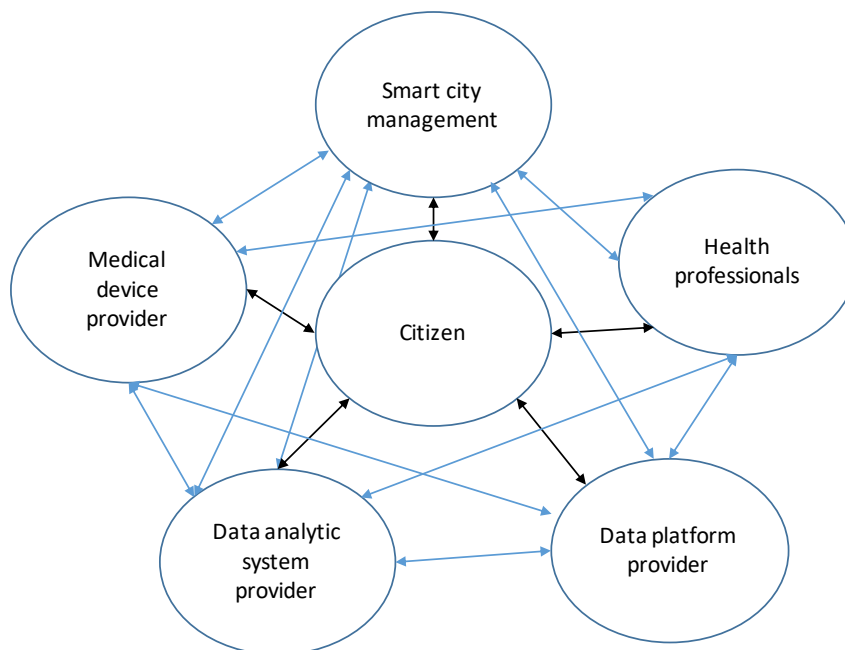 Smart city
management
Health
professionals
Medical
device
provider
Citizen
Data analytic
system
provider
Data platform
provider